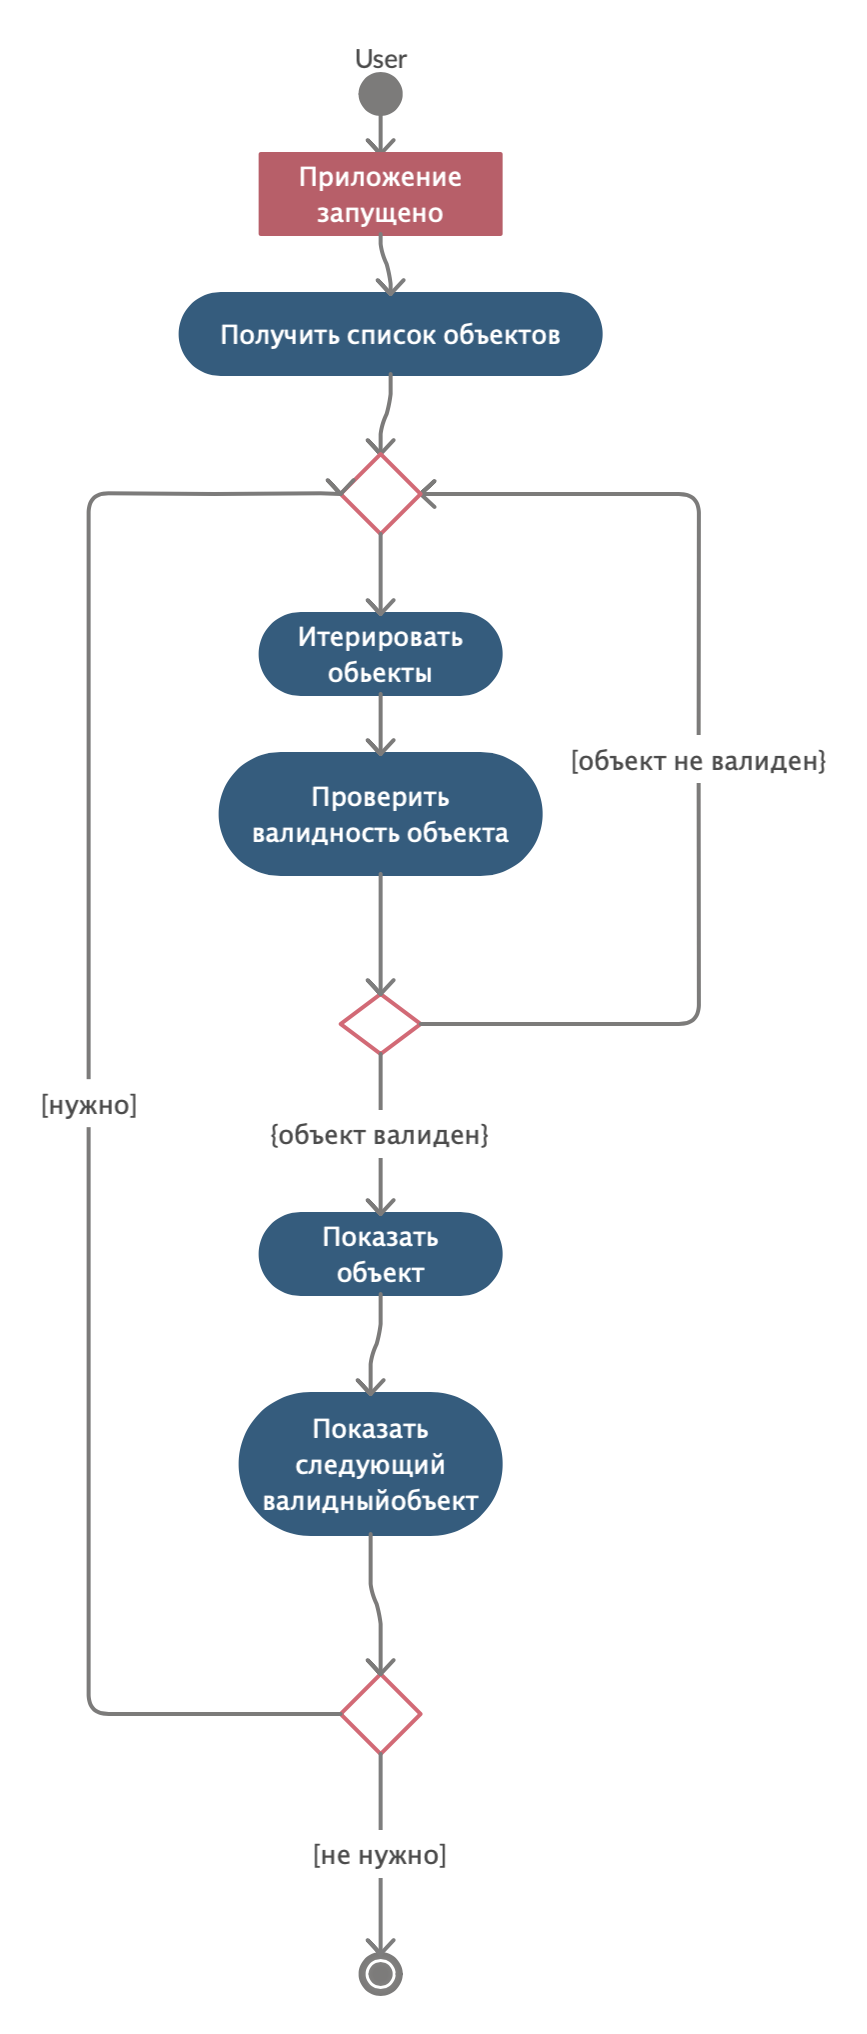 User
Приложение
запущено
Получить список объектов
Итерировать
обьекты
[объект не валиден}
Проверить
валидность объекта
[нужно]
{объект валиден}
Показать
объект
Показать
следующий
валидныйобъект
[не нужно]